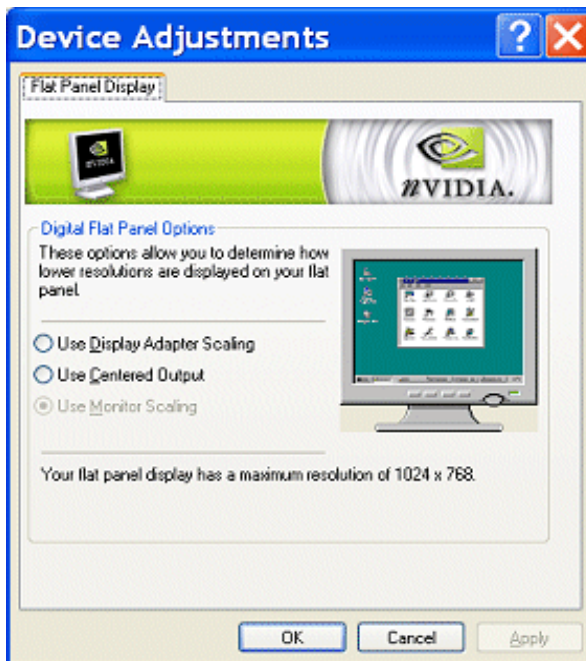 Device Adjustments
Flat Panel Display
nVIDIA
nVIDIA.
Digital Flat Panel Options
These options allow you to determine how
lower resolutions are displayed on your flat
panel.
Use Display Adapter Scaling
Use Centered Output
Use Monitor Scaling
Your flat panel display has a maximum resolution of 1024 x 768.
OK
Cancel
Apply